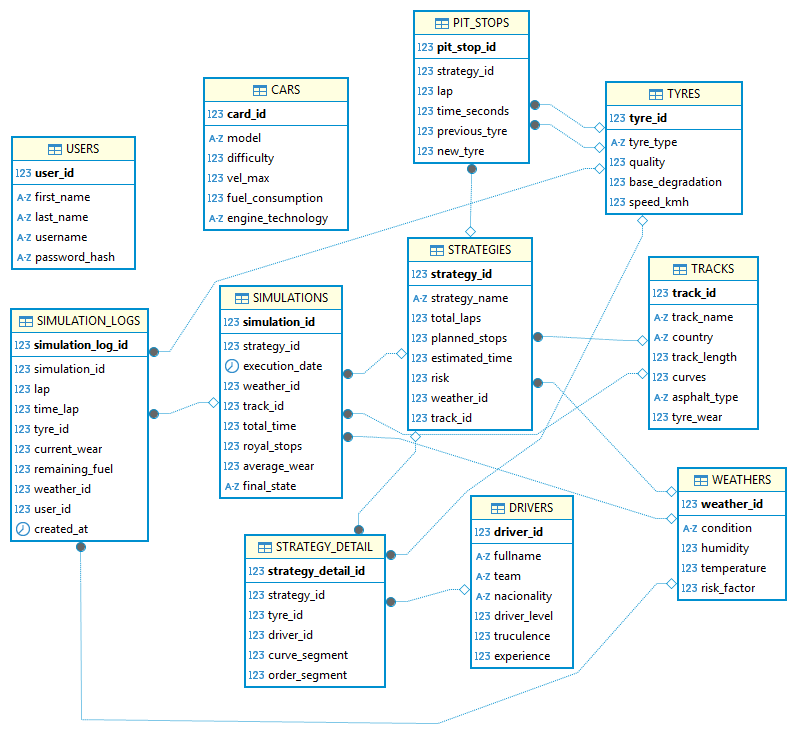 PIT_STOPS
123 pit_stop_id
123 strategy_id
123 lap
123 time_seconds
123 previous_tyre
123 new_tyre
CARS
123 card_id
A-Z model
123 difficulty
123 vel_max
123 fuel_consumption
A-Z engine_technology
TYRES
123 tyre_id
A-Z tyre_type
123 quality
123 base_degradation
123 speed_kmh
USERS
123 user_id
A-Z first_name
A-Z last_name
A-Z username
A-Z password_hash
STRATEGIES
123 strategy_id
A-Z strategy_name
123 total_laps
123 planned_stops
123 estimated_time
123 risk
123 weather_id
123 track_id
TRACKS
123 track_id
A-Z track_name
A-Z country
123 track_length
123 curves
A-Z asphalt_type
123 tyre_wear
SIMULATION_LOGS
123 simulation_log_id
123 simulation_id
123 lap
123 time_lap
123 tyre_id
123 current_wear
123 remaining_fuel
123 weather_id
123 user_id
created_at
SIMULATIONS
123 simulation_id
123 strategy_id
execution_date
123 weather_id
123 track_id
123 total_time
123 royal_stops
123 average_wear
A-Z final_state
WEATHERS
123 weather_id
A-Z condition
123 humidity
123 temperature
123 risk_factor
DRIVERS
123 driver_id
A-Z fullname
A-Z team
A-Z nacionality
123 driver_level
123 truculence
123 experience
STRATEGY_DETAIL
123 strategy_detail_id
123 strategy_id
123 tyre_id
123 driver_id
123 curve_segment
123 order_segment